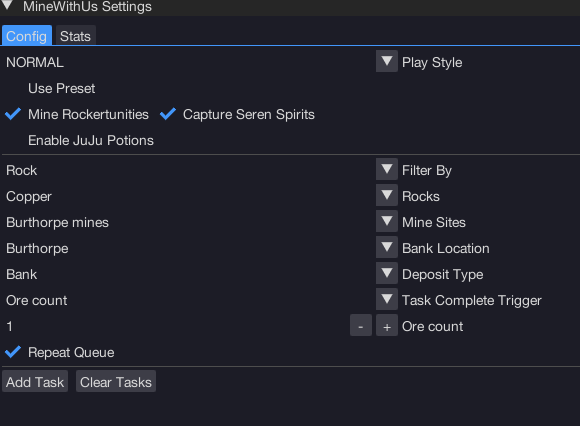 MineWithUs Settings
Config Stats
NORMAL Play Style
Use Preset
Mine Rockertunities Capture Seren Spirits
Enable JuJu Potions
Rock Filter By
Copper Rocks
Burthorpe mines Mine Sites
Burthorpe Bank Location
Bank Deposit Type
Ore count Task Complete Trigger
1 - + Ore count
Repeat Queue
Add Task Clear Tasks